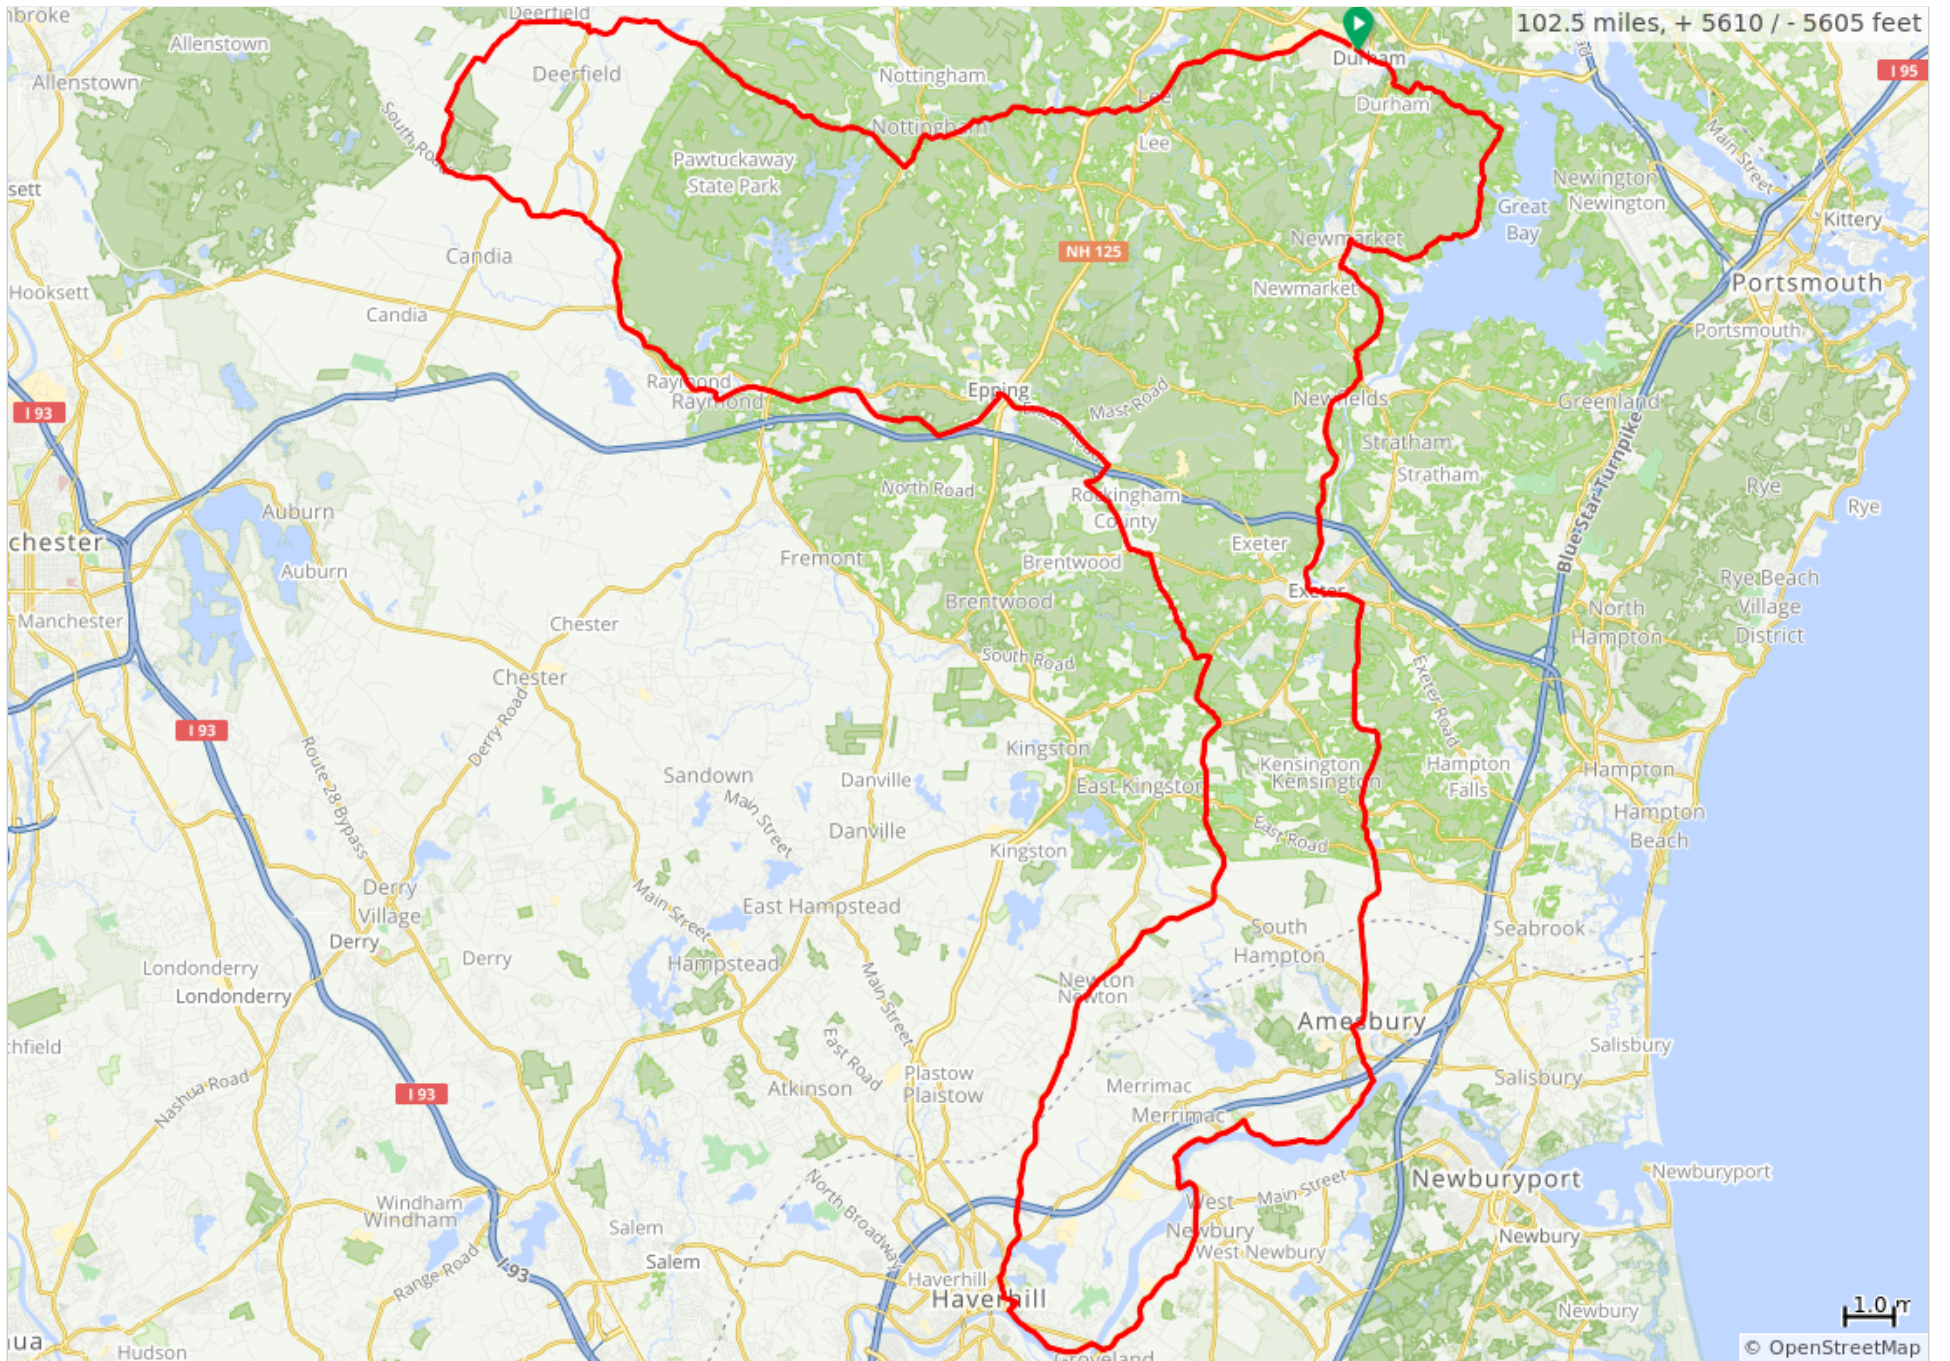 Deerfield
102.5 miles, + 5610 / - 5605 feet
Allenstown
Durham
Deerfield
Nottingham
I 95
Allenstown
Lee
Durham
South Road
Nottingham
Main Street
Lee
Pawtuckaway
State Park
Newington
Newington
Great
Bay
Kittery
Newmarket
NH 125
Candia
Portsmouth
Hooksett
Newmarket
Candia
Portsmouth
Raymond
Raymond
Epping
Mast Road
Newfields
Greenland
I 93
Exeter Road
Stratham
Stratham
Blue Star Turnpike
North Road
Rockingham
County
Rye
Rye
Auburn
chester
Exeter
Fremont
Brentwood
Auburn
Rye Beach
Village
District
Exeter
Brentwood
North
Hampton
Manchester
Chester
South Road
Chester
Exeter Road
Derry Road
I 93
Kingston
Kensington
Kensington
Hampton
Falls
Hampton
Sandown
Danville
East Kingston
Main Street
Route 28 Bypass
Hampton
Beach
Danville
East Road
Kingston
Derry
Village
Main Street
East Hampstead
South
Hampton
Seabrook
Derry
Derry
Hampstead
Londonderry
Londonderry
Main Street
Newton
Newton
Amesbury
Salisbury
East Road
Nashua Road
I 93
Plastow
Plaistow
Atkinson
Merrimac
Merrimac
Salisbury
Newburyport
Newburyport
North Broadway
Main Street
West
Newbury
West Newbury
Windham
Windham
Salem
Salem
Newbury
Range Road
I 93
Haverhill
Haverhill
Newbury
1.0 m
Hudson
Groveland
© OpenStreetMap